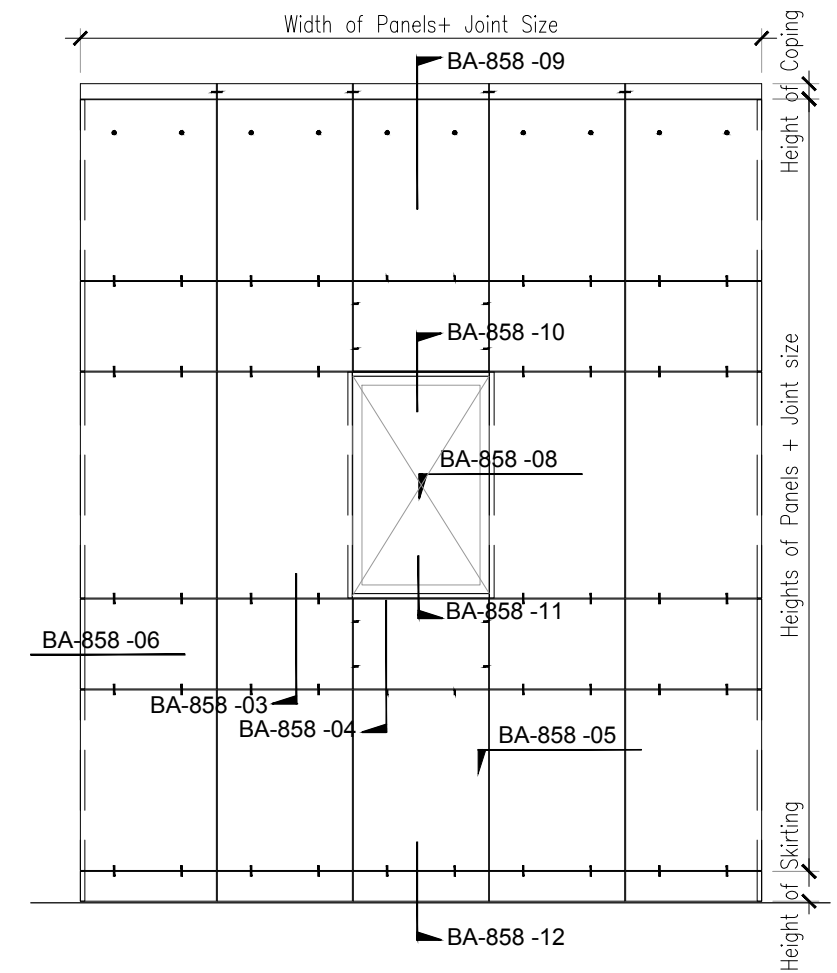 Width of Panels+ Joint Size
Height of Coping
BA-858 -09
BA-858 -10
Heights of Panels + Joint size
BA-858 -08
BA-858 -11
BA-858 -06
BA-858 -03
BA-858 -04
BA-858 -05
Height of Skirting
BA-858 -12